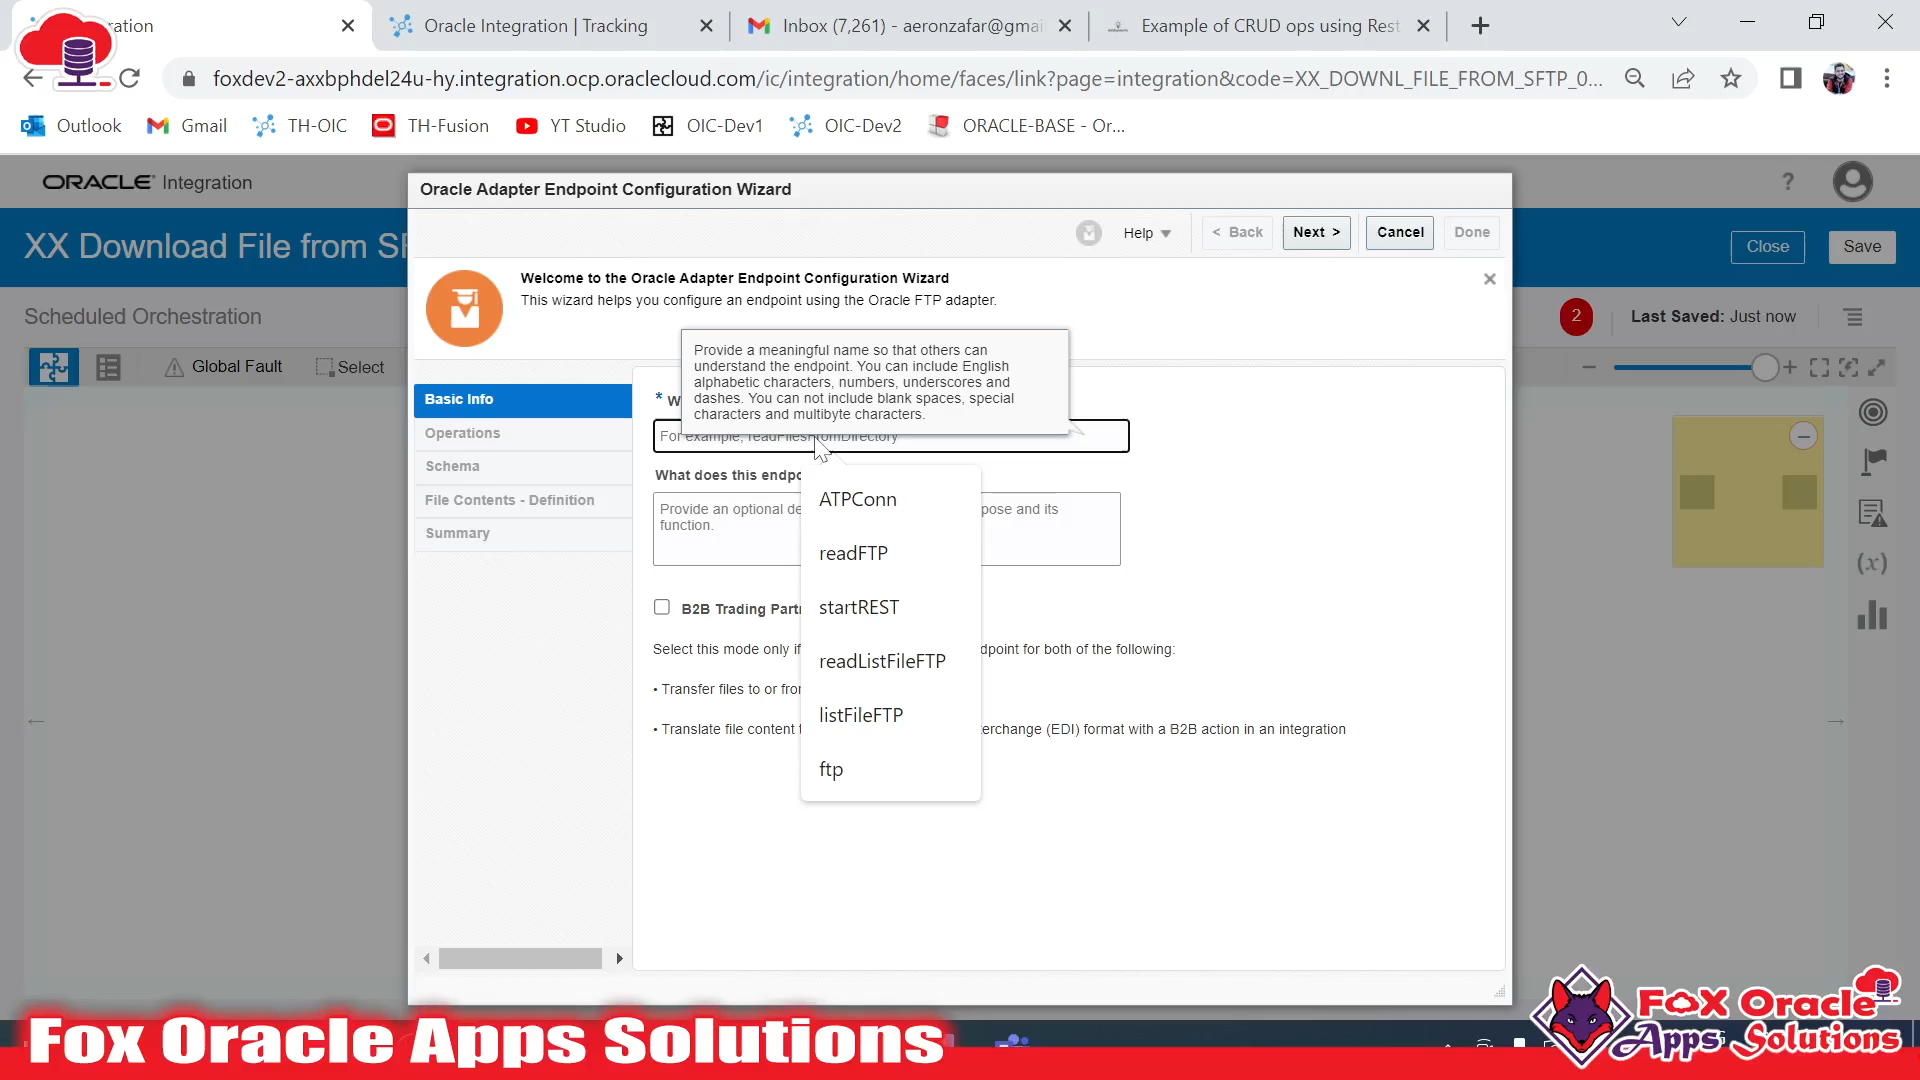 ration
Oracle Integration | Tracking
Inbox (7,261) - aeronzafar@gmai
Example of CRUD ops using Rest
foxdev2-axxbphdel24u-hy.integration.ocp.oraclecloud.com/ic/integration/home/faces/link?page=integration&code=XX_DOWNL_FILE_FROM_SFTP_0...
Outlook
Gmail
TH-OIC
TH-Fusion
YT Studio
OIC-Dev1
OIC-Dev2
ORACLE-BASE - Or...
ORACLE Integration
?
XX Download File from SF
Close
Save
Scheduled Orchestration
2
Last Saved: Just now
Global Fault
Select
Oracle Adapter Endpoint Configuration Wizard
Help
< Back
Next >
Cancel
Done
Welcome to the Oracle Adapter Endpoint Configuration Wizard
This wizard helps you configure an endpoint using the Oracle FTP adapter.
Provide a meaningful name so that others can
understand the endpoint. You can include English
alphabetic characters, numbers, underscores and
dashes. You can not include blank spaces, special
characters and multibyte characters.
Basic Info
Operations
Schema
File Contents - Definition
Summary
* W
For example, readFilesFromDirectory
What does this endpo
Provide an optional de pose and its
function.
ATPConn
readFTP
startREST
readListFileFTP
listFileFTP
ftp
B2B Trading Partn
Select this mode only if dpoint for both of the following:
• Transfer files to or from
• Translate file content t erchange (EDI) format with a B2B action in an integration
(x)
Fox Oracle Apps Solutions
Fox Oracle
Apps Solutions